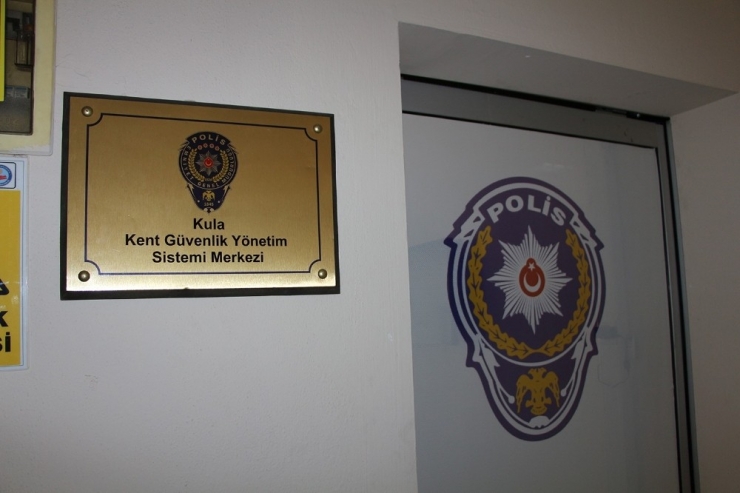 POLİS
Kula
Kent Güvenlik Yönetim
Sistemi Merkezi
POLİS